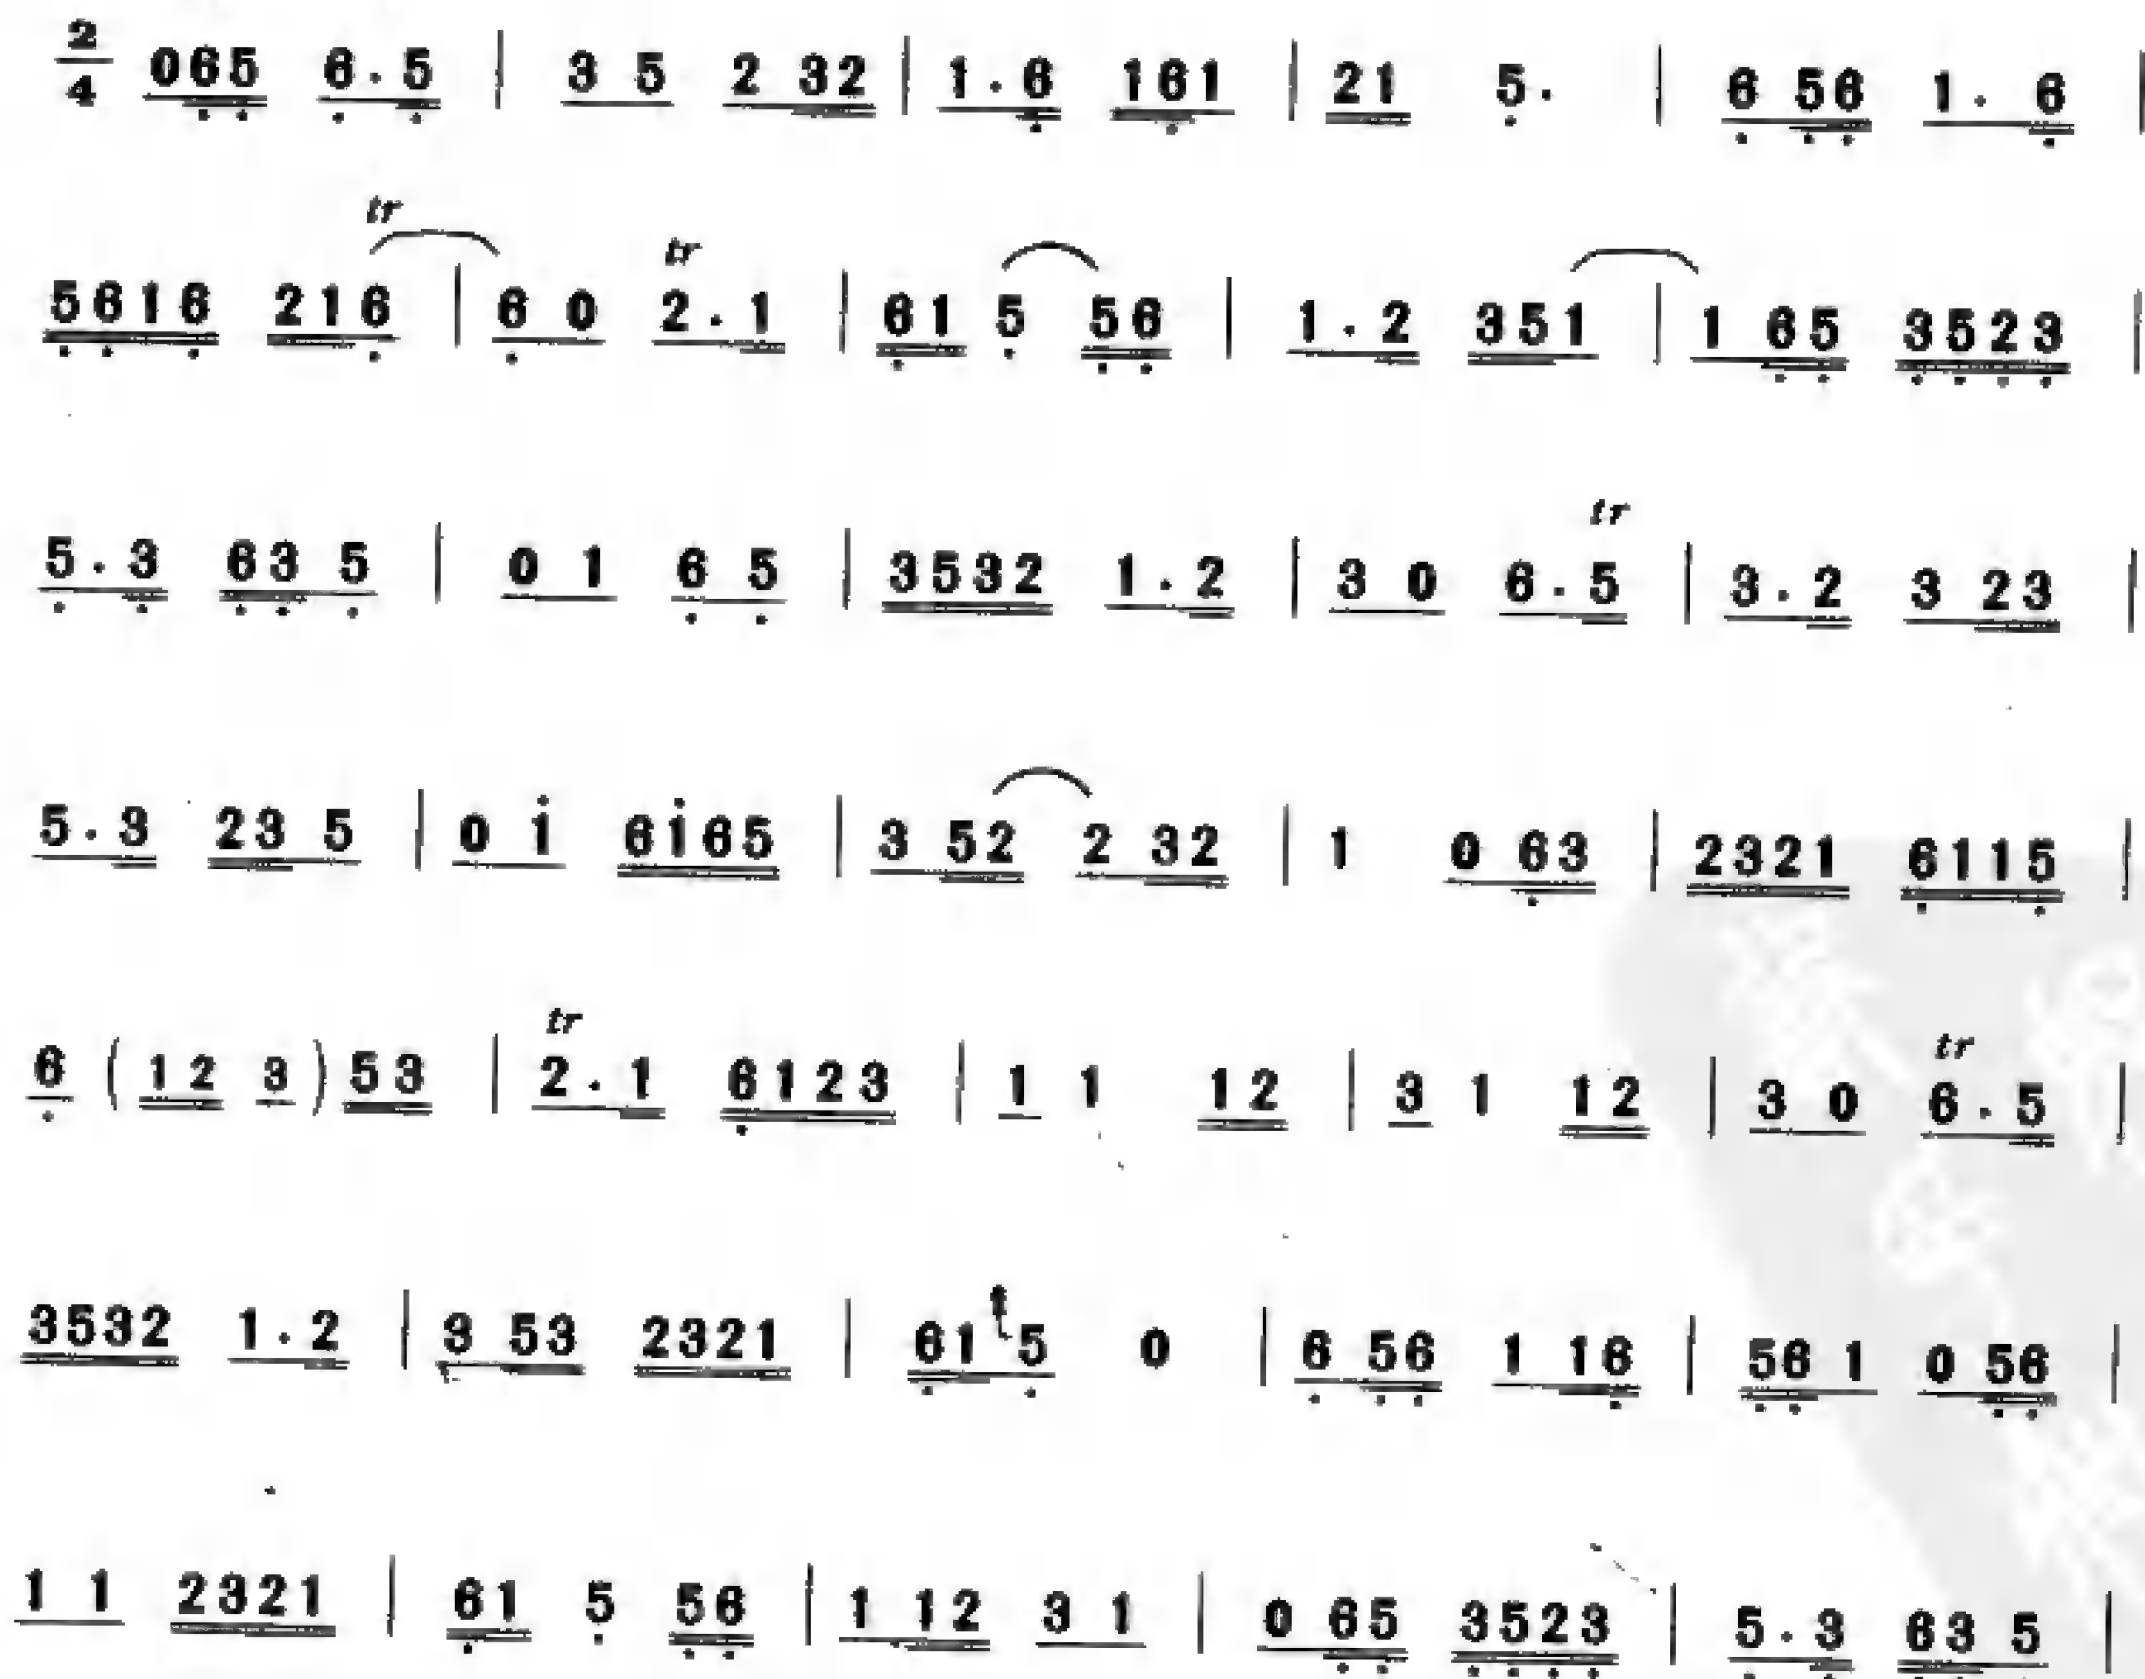 2/4 065 6.5 | 3 5 2 32 | 1.6 161 | 21 5. | 6 56 1. 6 |
tr tr
5616 216 | 6 0 2.1 | 61 5 56 | 1.2 351 | 1 65 3523 |
tr
5.3 63 5 | 0 1 6 5 | 3532 1.2 | 3 0 6.5 | 3.2 3 23 |
5.3 23 5 | 0 i 6i65 | 3 52 2 32 | 1 0 63 | 2321 6115 |
tr tr
6 (12 3) 53 | 2.1 6123 | 1 1 12 | 3 1 12 | 3 0 6.5 |
3532 1.2 | 3 53 2321 | 61 5 0 | 6 56 1 16 | 56 1 0 56 |
1 1 2321 | 61 5 56 | 1 12 3 1 | 0 65 3523 | 5.3 63 5 |